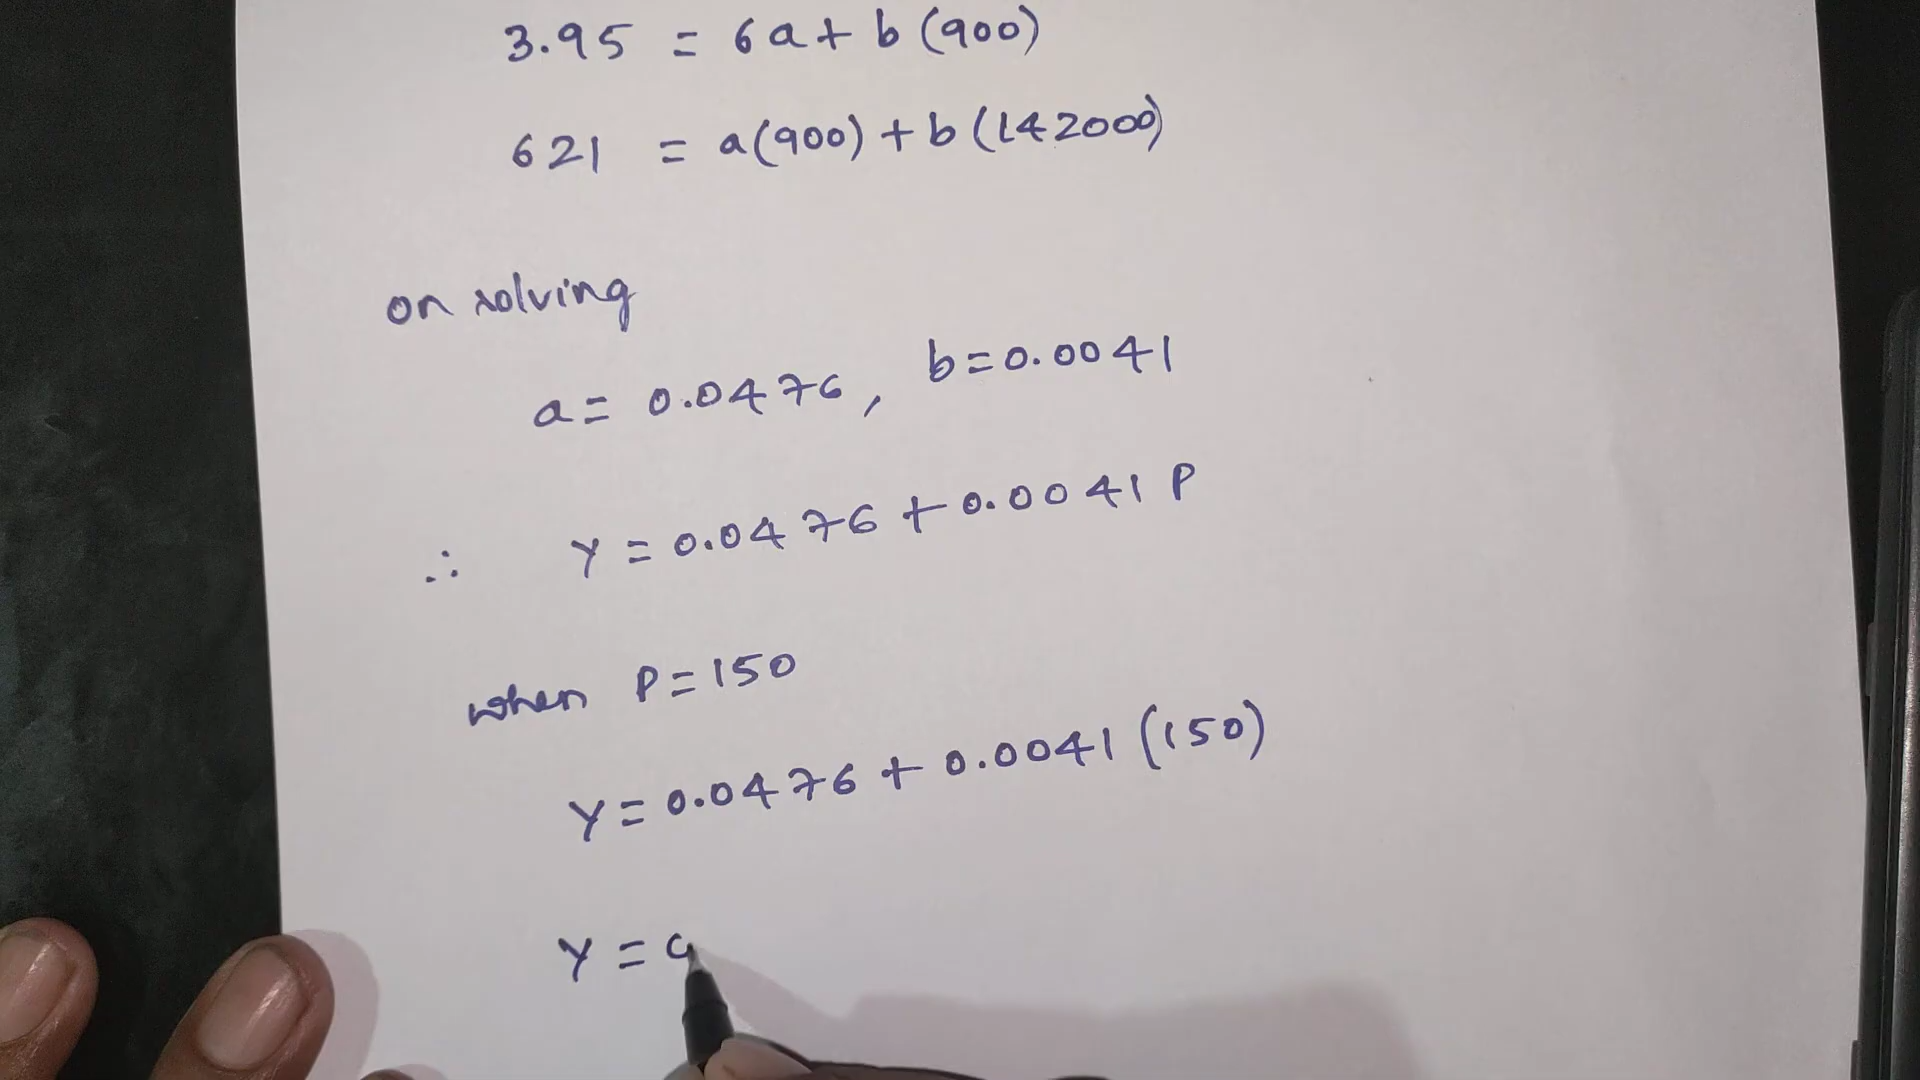 3.95 = 6a + b (900)
621 = a(900) + b (142000)
on solving
a = 0.0476, b = 0.0041
∴ Y = 0.0476 + 0.0041 P
when P = 150
Y = 0.0476 + 0.0041 (150)
Y =